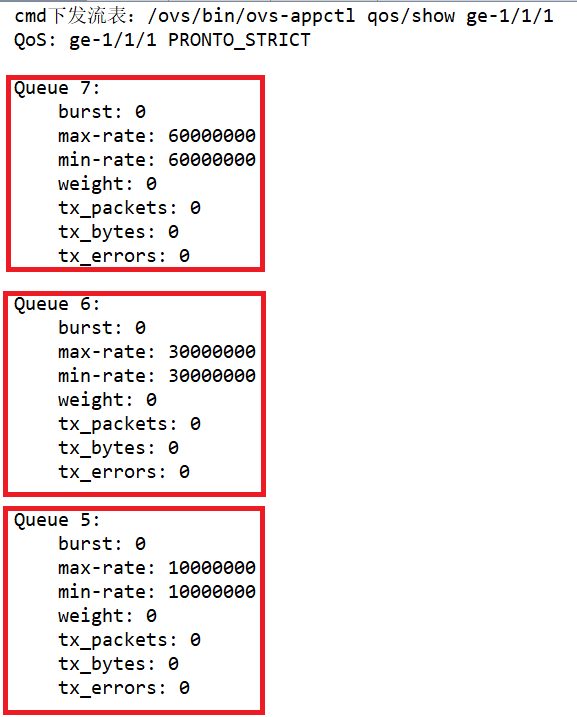 cmd下发流表：/ovs/bin/ovs-appctl qos/show ge-1/1/1
QoS: ge-1/1/1 PRONTO_STRICT
Queue 7:
burst: 0
max-rate: 60000000
min-rate: 60000000
weight: 0
tx_packets: 0
tx_bytes: 0
tx_errors: 0
Queue 6:
burst: 0
max-rate: 30000000
min-rate: 30000000
weight: 0
tx_packets: 0
tx_bytes: 0
tx_errors: 0
Queue 5:
burst: 0
max-rate: 10000000
min-rate: 10000000
weight: 0
tx_packets: 0
tx_bytes: 0
tx_errors: 0